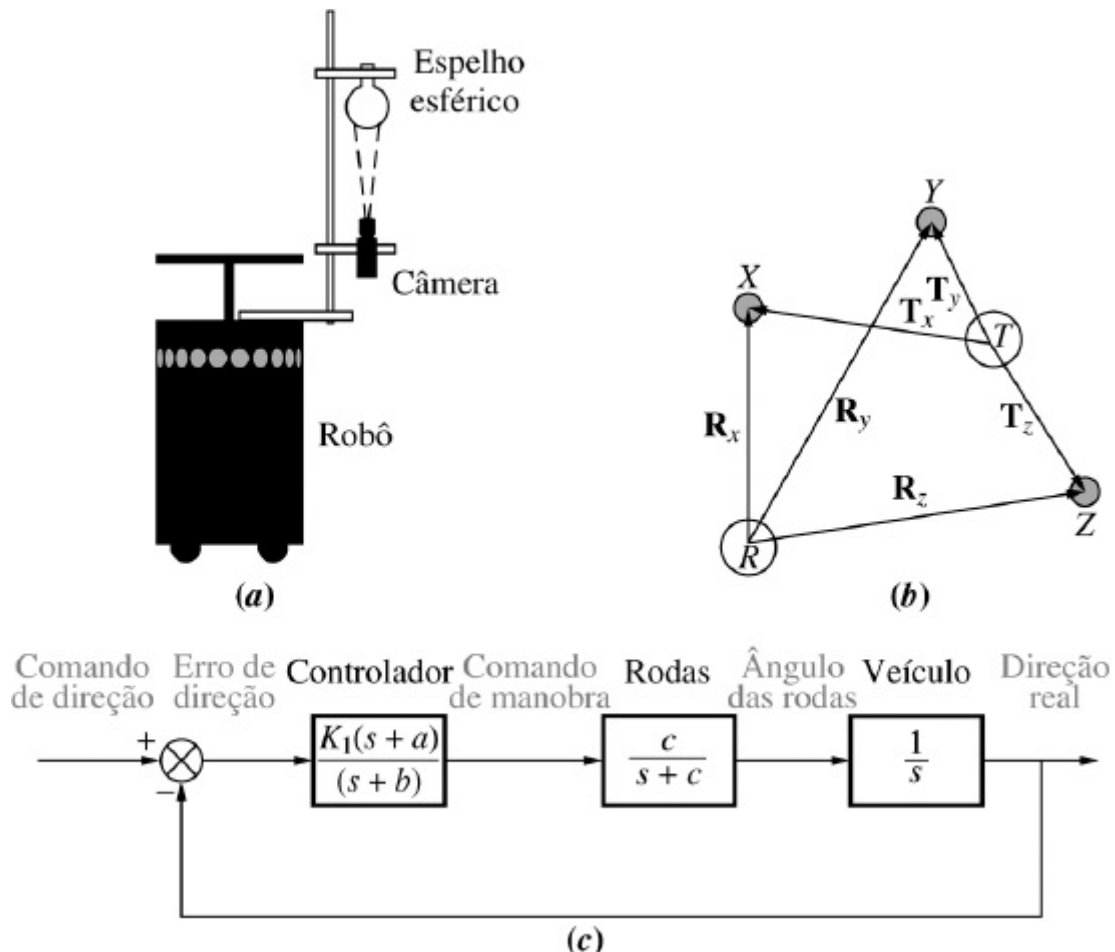 Espelho
esférico
Câmera
Robô
(a)
Y
X
T_y
T_x
T
R_x
R_y
T_z
R_z
Z
R
(b)
Comando
de direção
Erro de
direção
Controlador
Comando
de manobra
Rodas
Ângulo
das rodas
Veículo
Direção
real
+
−
K_1(s + a)
(s + b)
c
s + c
1
s
(c)